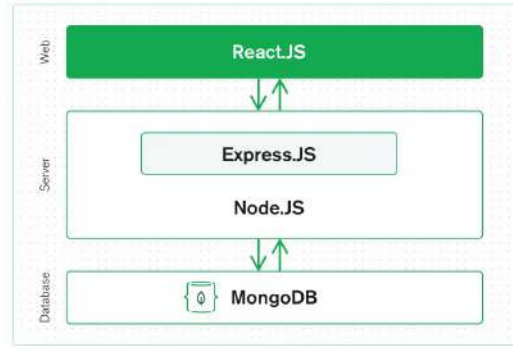 Web
React.JS
Server
Express.JS
Node.JS
Database
MongoDB